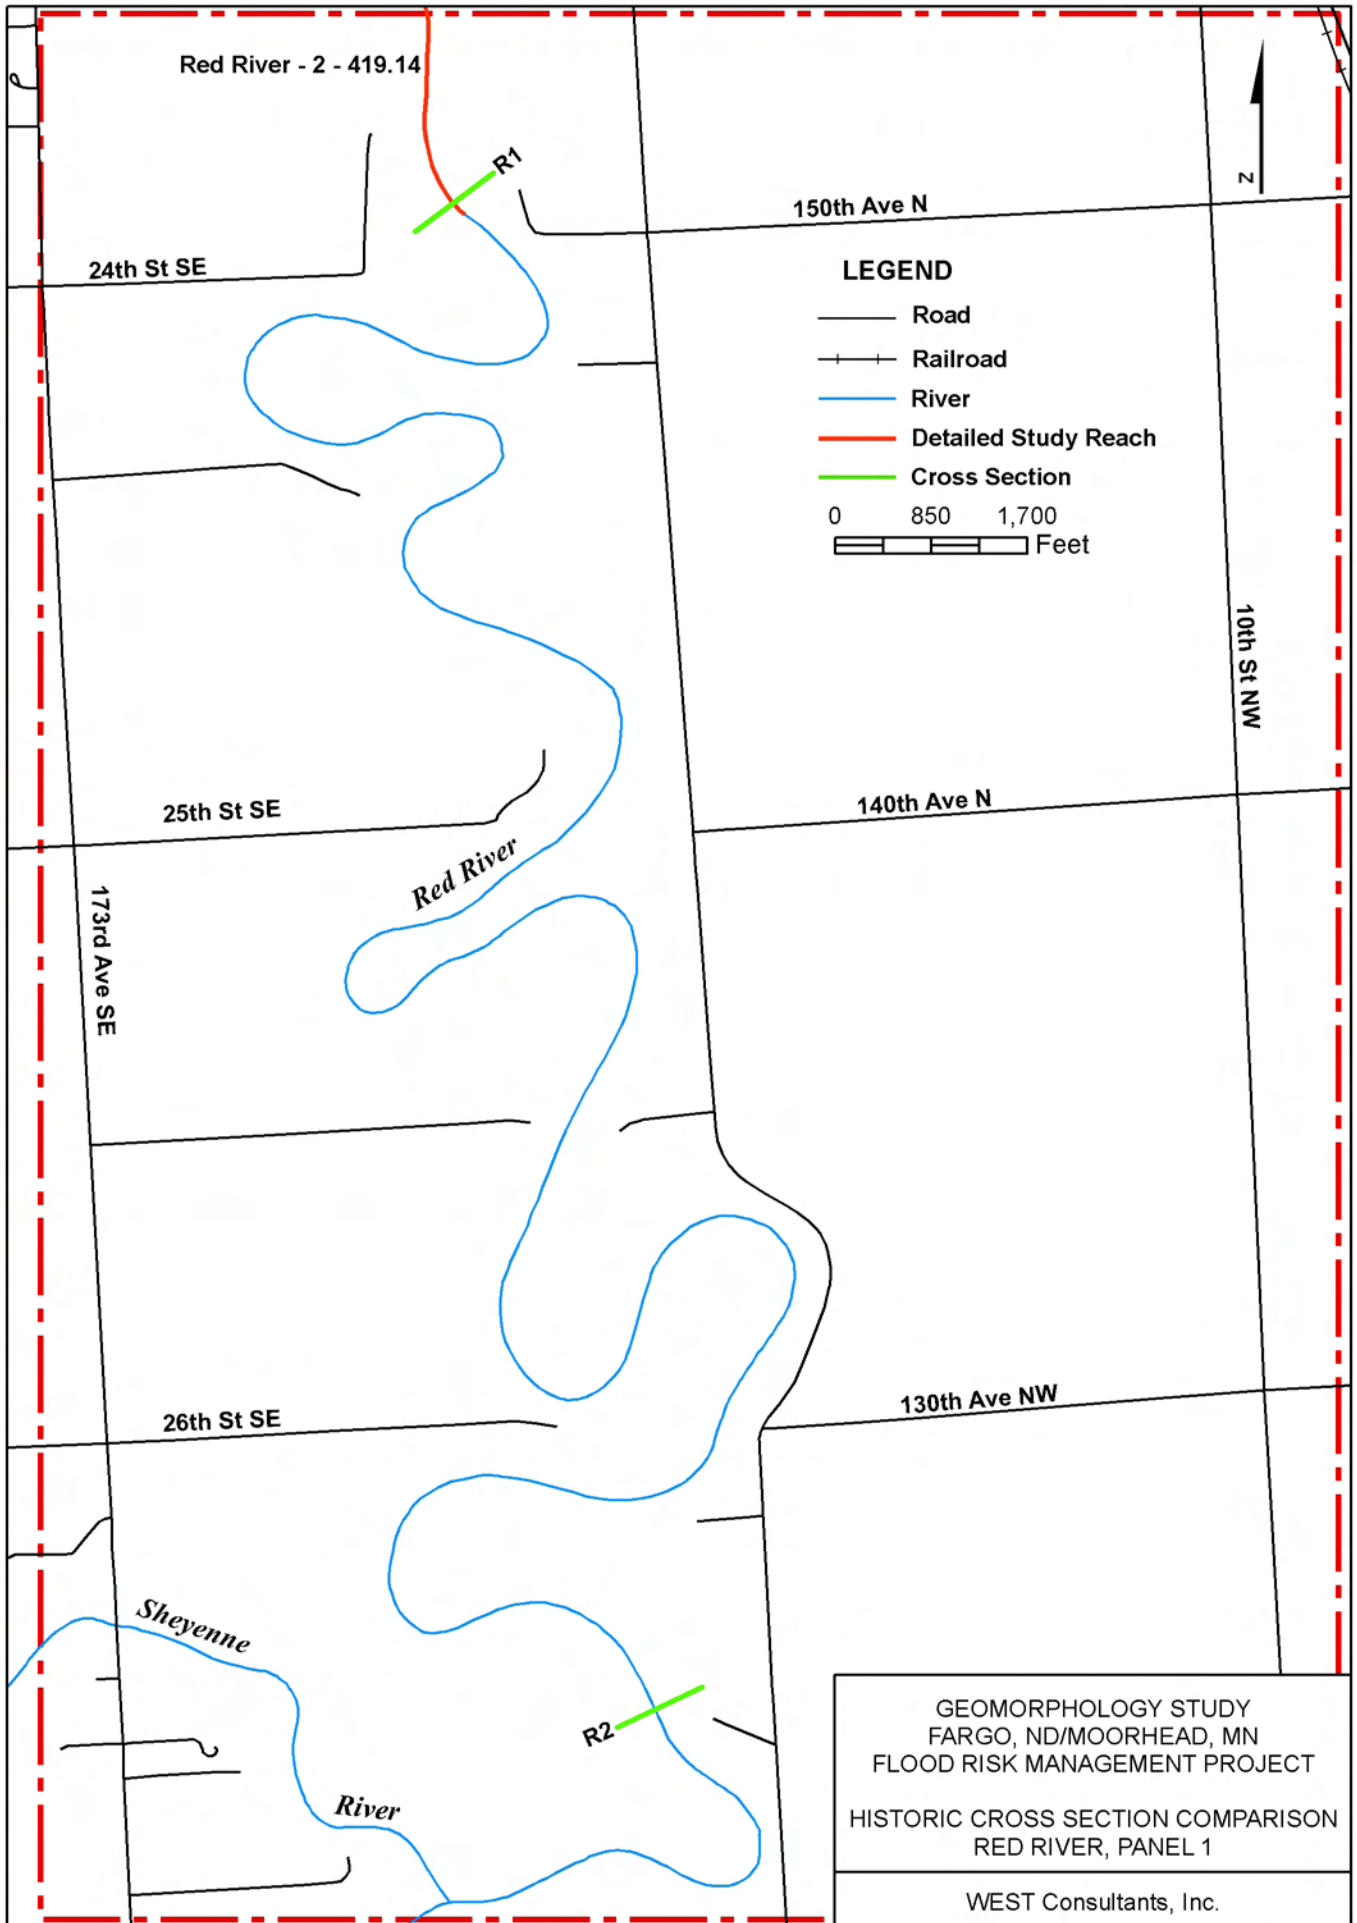 Red River - 2 - 419.14
R1
N
150th Ave N
24th St SE
LEGEND
Road
Railroad
River
Detailed Study Reach
Cross Section
0 850 1,700
Feet
10th St NW
140th Ave N
25th St SE
Red River
173rd Ave SE
130th Ave NW
26th St SE
Sheyenne
River
R2
GEOMORPHOLOGY STUDY
FARGO, ND/MOORHEAD, MN
FLOOD RISK MANAGEMENT PROJECT
HISTORIC CROSS SECTION COMPARISON
RED RIVER, PANEL 1
WEST Consultants, Inc.